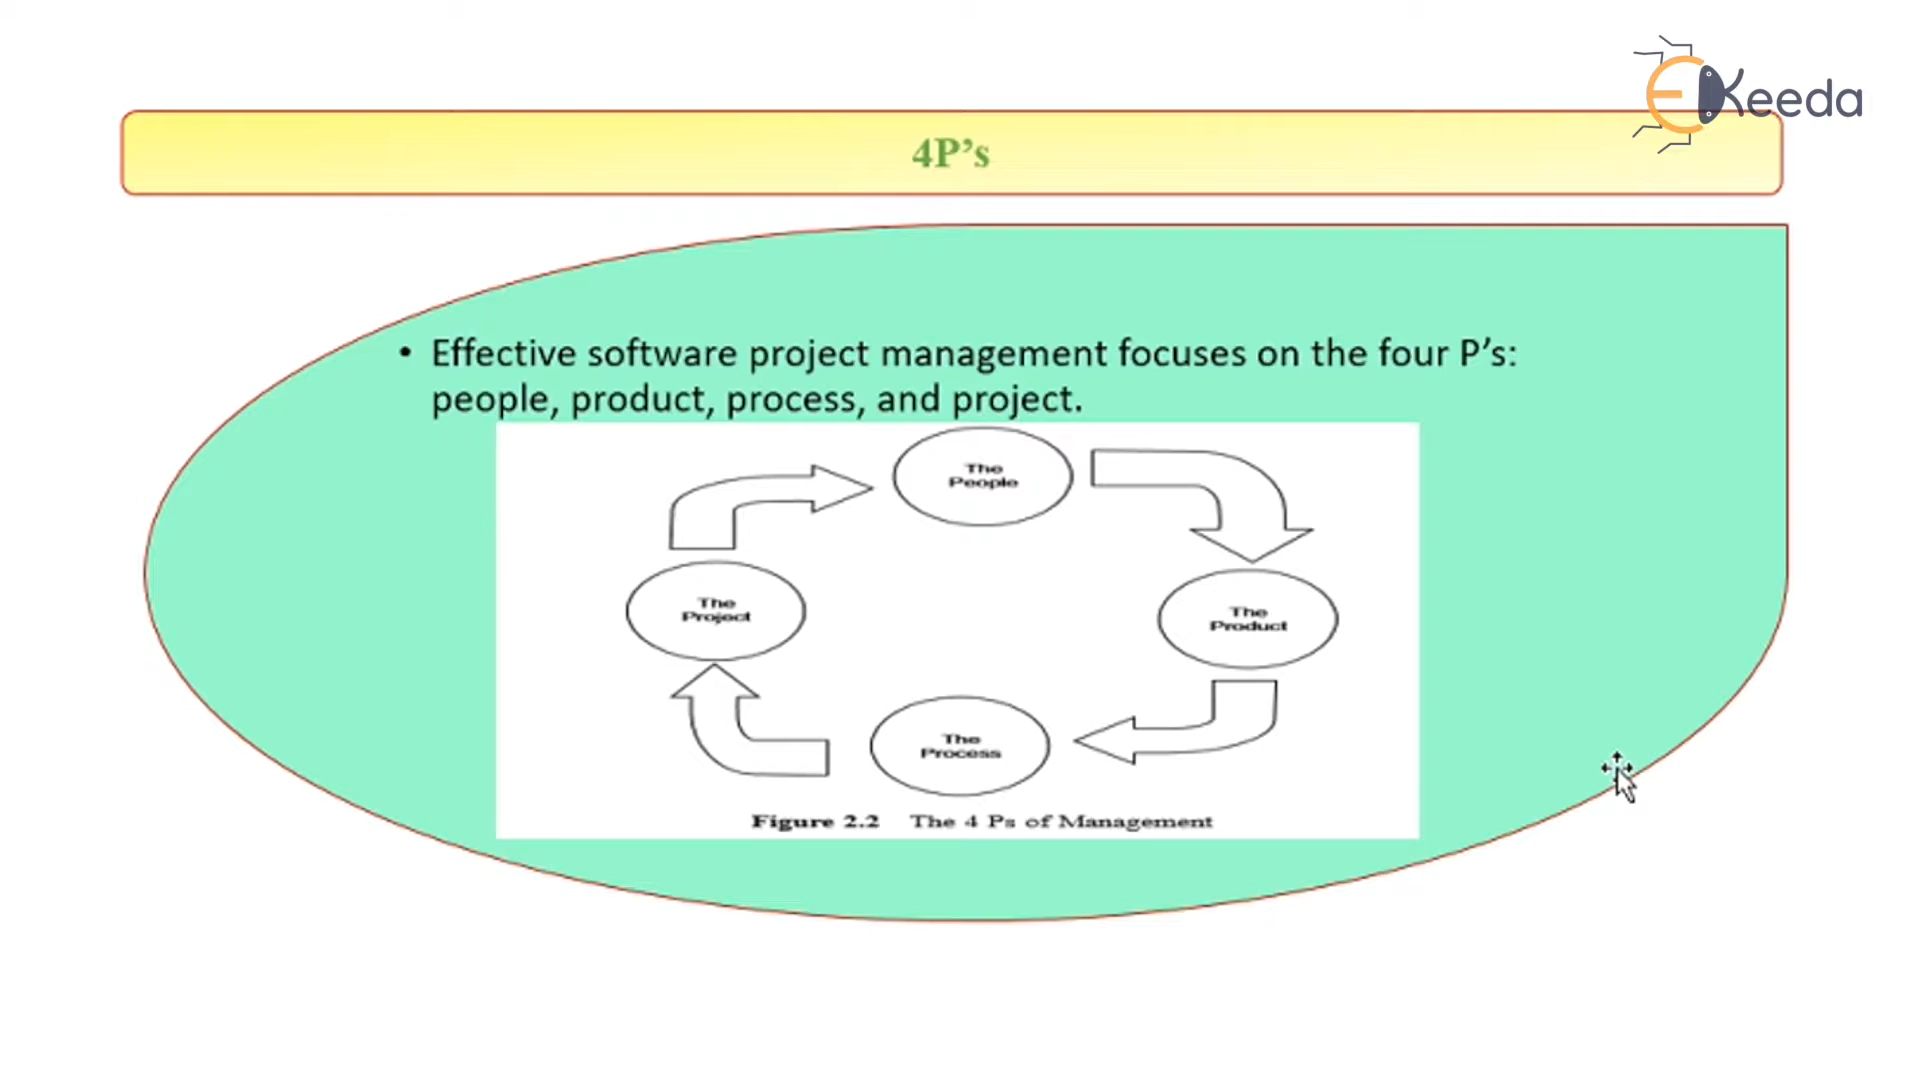 EKeeda
4P’s
• Effective software project management focuses on the four P’s:
people, product, process, and project.
The
People
The
Project
The
Product
The
Process
Figure 2.2 The 4 Ps of Management